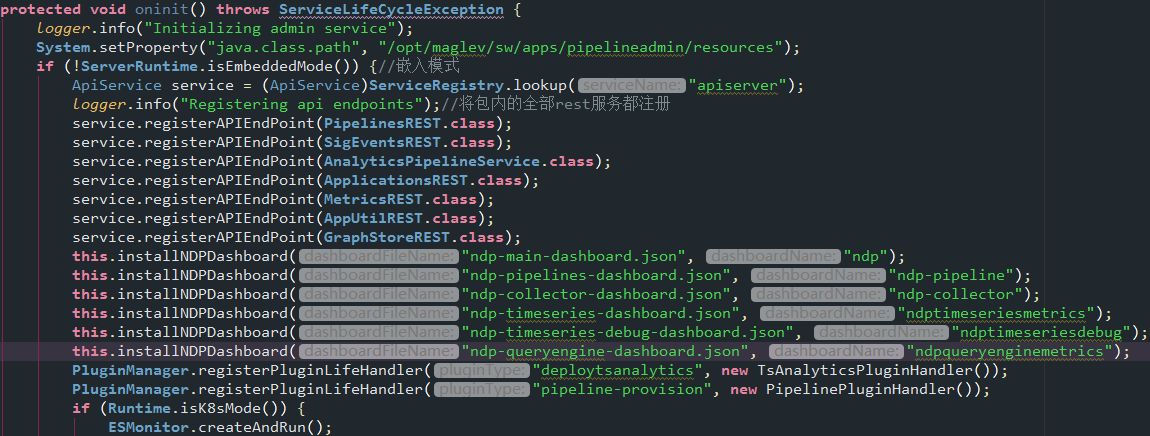 protected void oninit() throws ServiceLifeCycleException {
logger.info("Initializing admin service");
System.setProperty("java.class.path", "/opt/maglev/sw/apps/pipelineadmin/resources");
if (!ServerRuntime.isEmbeddedMode()) {//嵌入模式
ApiService service = (ApiService)ServiceRegistry.lookup( serviceName: "apiserver");
logger.info("Registering api endpoints");//将包内的全部rest服务都注册
service.registerAPIEndPoint(PipelinesREST.class);
service.registerAPIEndPoint(SigEventsREST.class);
service.registerAPIEndPoint(AnalyticsPipelineService.class);
service.registerAPIEndPoint(ApplicationsREST.class);
service.registerAPIEndPoint(MetricsREST.class);
service.registerAPIEndPoint(AppUtilREST.class);
service.registerAPIEndPoint(GraphStoreREST.class);
this.installNDPDashboard( dashboardFileName: "ndp-main-dashboard.json", dashboardName: "ndp");
this.installNDPDashboard( dashboardFileName: "ndp-pipelines-dashboard.json", dashboardName: "ndp-pipeline");
this.installNDPDashboard( dashboardFileName: "ndp-collector-dashboard.json", dashboardName: "ndp-collector");
this.installNDPDashboard( dashboardFileName: "ndp-timeseries-dashboard.json", dashboardName: "ndptimeseriesmetrics");
this.installNDPDashboard( dashboardFileName: "ndp-timeseries-debug-dashboard.json", dashboardName: "ndptimeseriesdebug");
this.installNDPDashboard( dashboardFileName: "ndp-queryengine-dashboard.json", dashboardName: "ndpqueryenginemetrics");
PluginManager.registerPluginLifeHandler( pluginType: "deploytsanalytics", new TsAnalyticsPluginHandler());
PluginManager.registerPluginLifeHandler( pluginType: "pipeline-provision", new PipelinePluginHandler());
if (Runtime.isK8sMode()) {
ESMonitor.createAndRun();